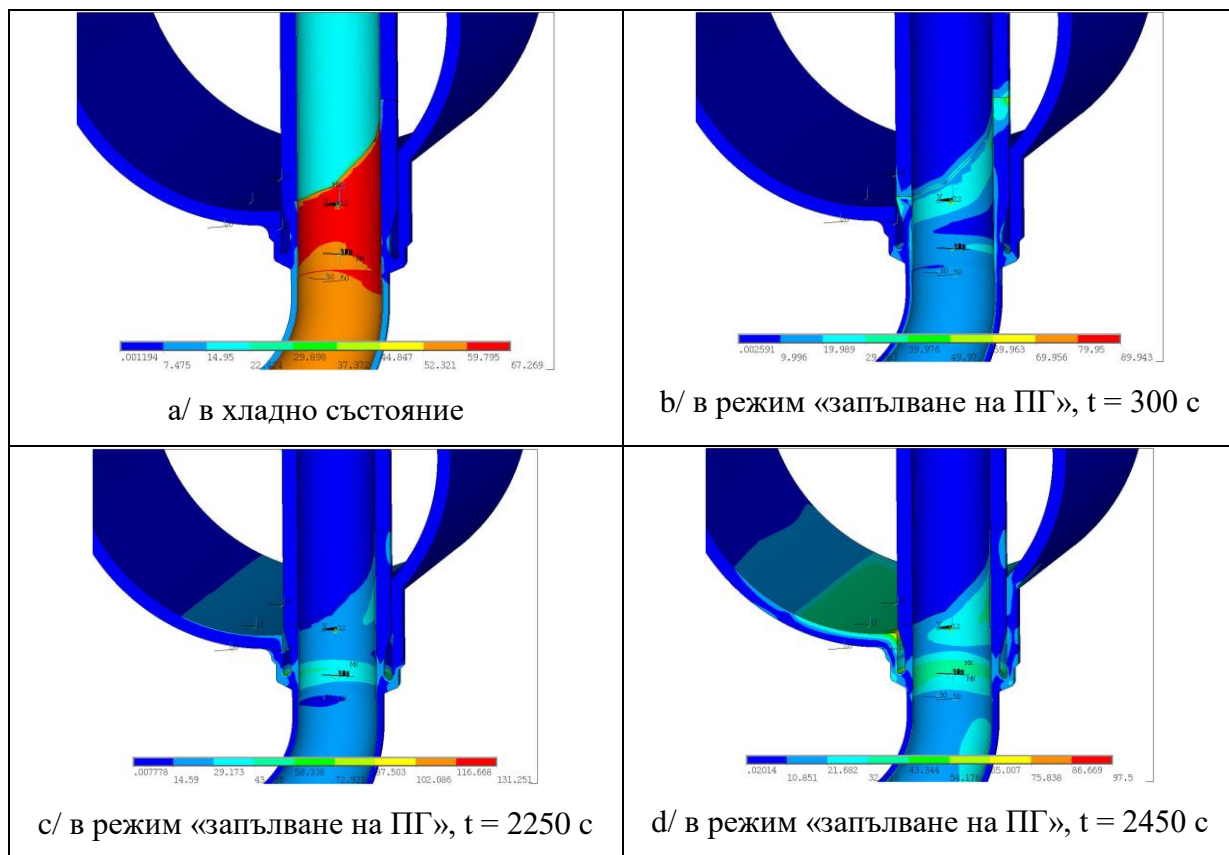 .001194 14.95 29.898 44.847 59.795
7.475 37.372 52.321 67.269
а/ в хладно състояние
.002591 19.989 39.976 59.963 79.95
9.996 69.956 89.943
b/ в режим «запълване на ПГ», t = 300 с
.007778 29.173 58.338 87.503 116.668
14.59 102.086 131.251
c/ в режим «запълване на ПГ», t = 2250 с
.02014 21.682 43.344 65.007 86.669
10.851 54.176 75.838 97.5
d/ в режим «запълване на ПГ», t = 2450 с